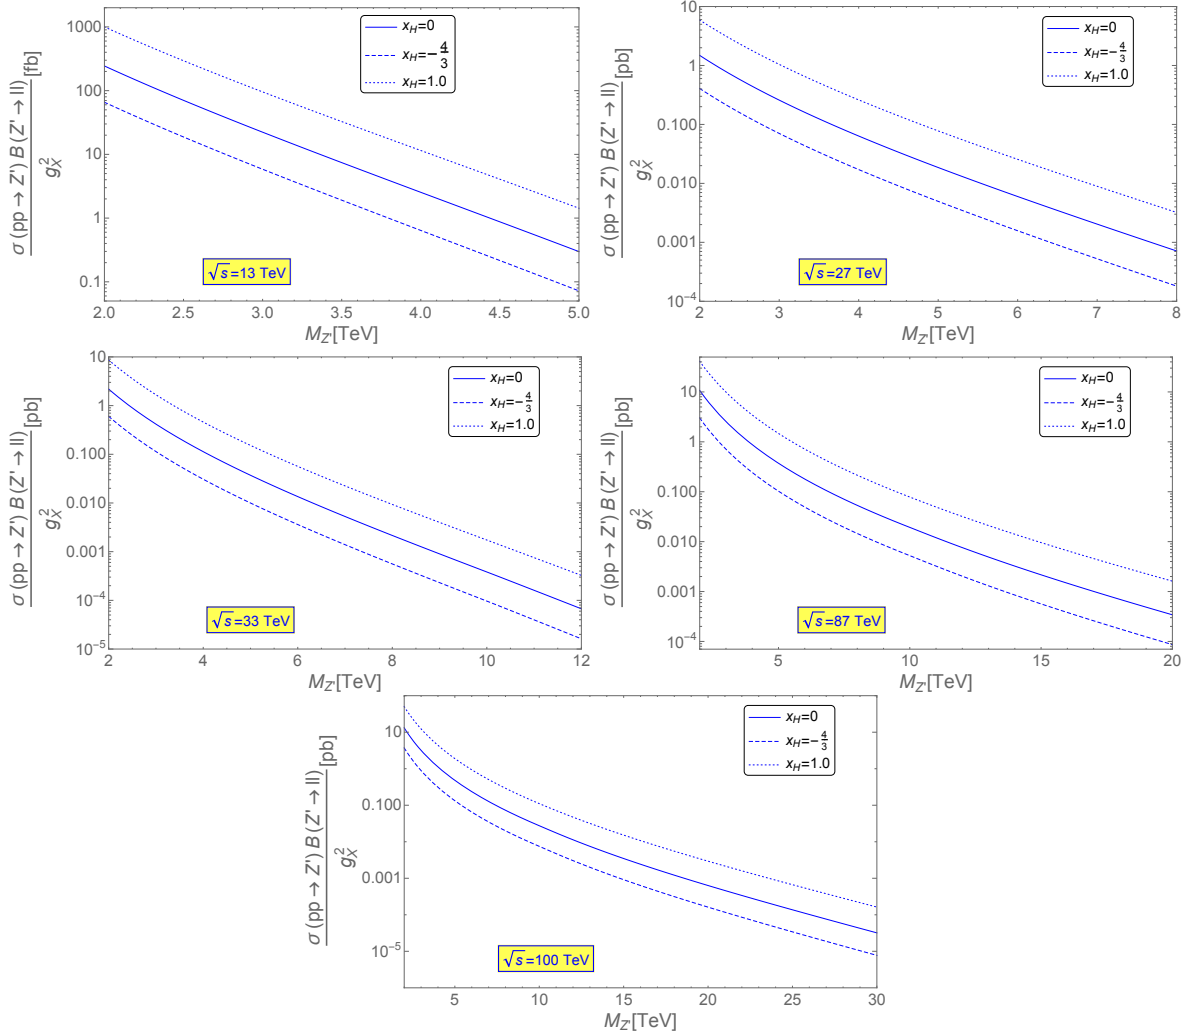 σ (pp → Z') B (Z' → ll)
g_X^2
[fb]
1000
100
10
1
0.1
x_H=0
x_H=-4/3
x_H=1.0
√s=13 TeV
2.0 2.5 3.0 3.5 4.0 4.5 5.0
M_Z'[TeV]
σ (pp → Z') B (Z' → ll)
g_X^2
[pb]
10
1
0.100
0.010
0.001
10^-4
x_H=0
x_H=-4/3
x_H=1.0
√s=27 TeV
2 3 4 5 6 7 8
M_Z'[TeV]
σ (pp → Z') B (Z' → ll)
g_X^2
[pb]
10
1
0.100
0.010
0.001
10^-4
10^-5
x_H=0
x_H=-4/3
x_H=1.0
√s=33 TeV
2 4 6 8 10 12
M_Z'[TeV]
σ (pp → Z') B (Z' → ll)
g_X^2
[pb]
10
1
0.100
0.010
0.001
10^-4
x_H=0
x_H=-4/3
x_H=1.0
√s=87 TeV
5 10 15 20
M_Z'[TeV]
σ (pp → Z') B (Z' → ll)
g_X^2
[pb]
10
0.100
0.001
10^-5
x_H=0
x_H=-4/3
x_H=1.0
√s=100 TeV
5 10 15 20 25 30
M_Z'[TeV]